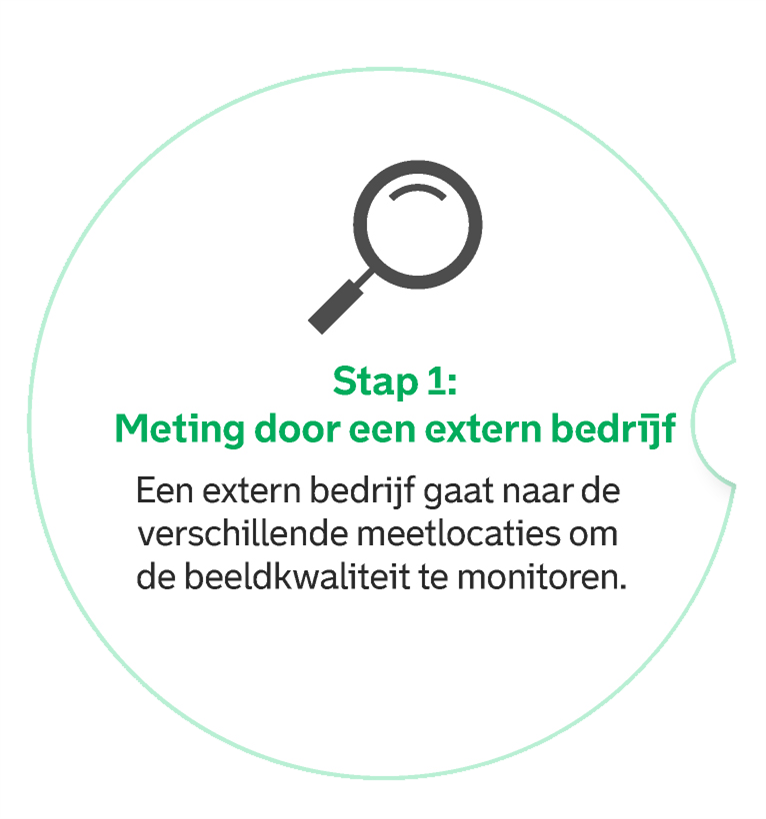 Stap 1:
Meting door een extern bedrijf
Een extern bedrijf gaat naar de
verschillende meetlocaties om
de beeldkwaliteit te monitoren.